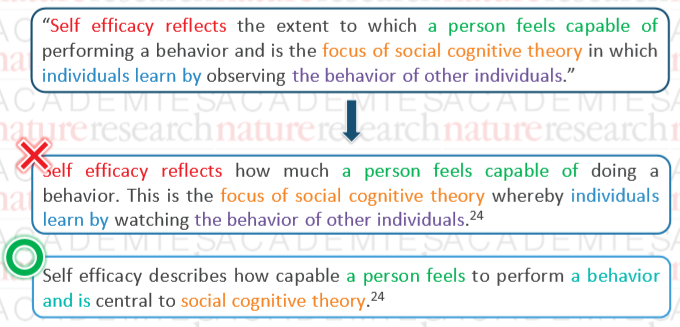 “Self efficacy reflects the extent to which a person feels capable of
performing a behavior and is the focus of social cognitive theory in which
individuals learn by observing the behavior of other individuals.”
ACADEMIESACADEMIESACADEMIES
natureresearchnatureresearchnatureresearch
Self efficacy reflects how much a person feels capable of doing a
behavior. This is the focus of social cognitive theory whereby individuals
learn by watching the behavior of other individuals.24
Self efficacy describes how capable a person feels to perform a behavior
and is central to social cognitive theory.24